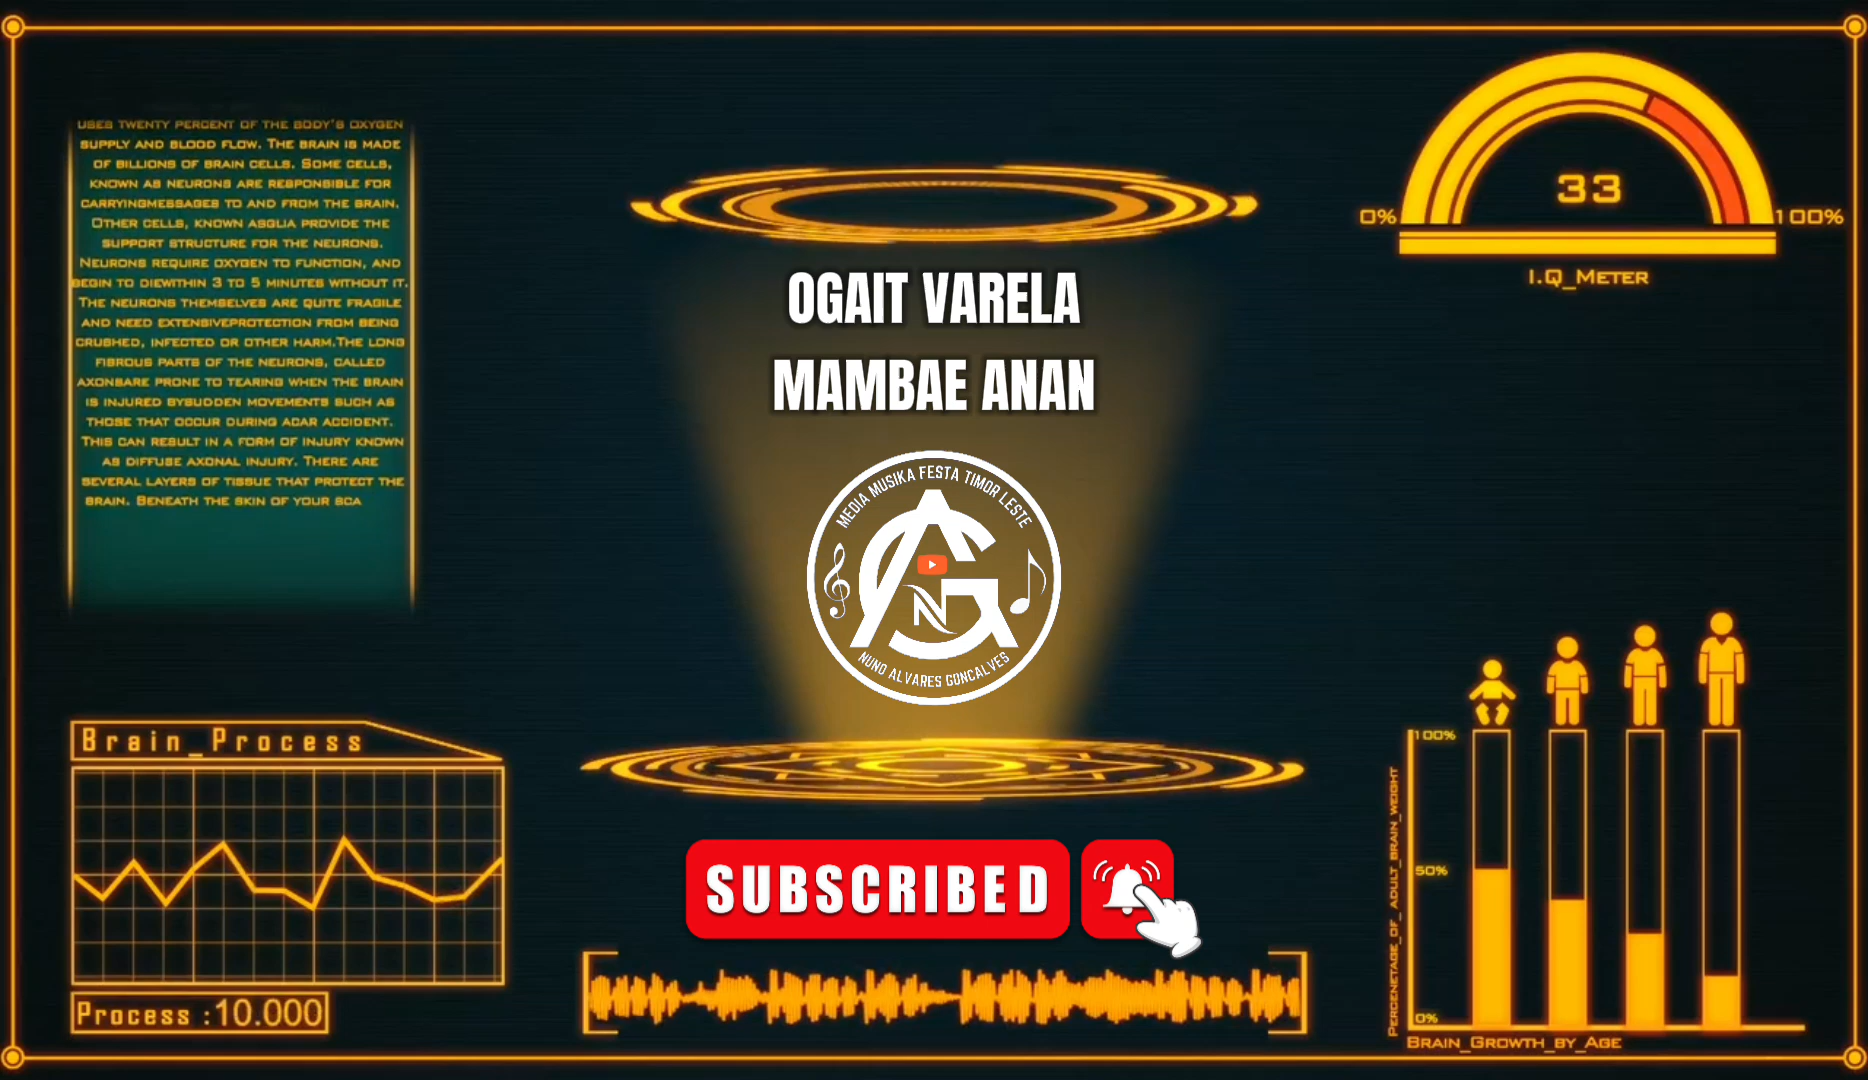 USES TWENTY PERCENT OF THE BODY'S OXYGEN
SUPPLY AND BLOOD FLOW. THE BRAIN IS MADE
OF BILLIONS OF BRAIN CELLS. SOME CELLS,
KNOWN AS NEURONS ARE RESPONSIBLE FOR
CARRYINGMESSAGES TO AND FROM THE BRAIN.
OTHER CELLS, KNOWN ASGLIA PROVIDE THE
SUPPORT STRUCTURE FOR THE NEURONS.
NEURONS REQUIRE OXYGEN TO FUNCTION, AND
BEGIN TO DIEWITHIN 3 TO 5 MINUTES WITHOUT IT.
THE NEURONS THEMSELVES ARE QUITE FRAGILE
AND NEED EXTENSIVEPROTECTION FROM BEING
CRUSHED, INFECTED OR OTHER HARM.THE LONG
FIBROUS PARTS OF THE NEURONS, CALLED
AXONSARE PRONE TO TEARING WHEN THE BRAIN
IS INJURED BYSUDDEN MOVEMENTS SUCH AS
THOSE THAT OCCUR DURING ACAR ACCIDENT.
THIS CAN RESULT IN A FORM OF INJURY KNOWN
AS DIFFUSE AXONAL INJURY. THERE ARE
SEVERAL LAYERS OF TISSUE THAT PROTECT THE
BRAIN. BENEATH THE SKIN OF YOUR SCA
33
0%
100%
I.Q_METER
OGAIT VARELA
MAMBAE ANAN
MEDIA MUSIKA FESTA TIMOR LESTE
AGN
NUNO ALVARES GONCALVES
Brain_Process
Process :10.000
SUBSCRIBED
100%
50%
0%
PERCENETAGE_OF_ADULT_BRAIN_WEIGHT
BRAIN_GROWTH_BY_AGE